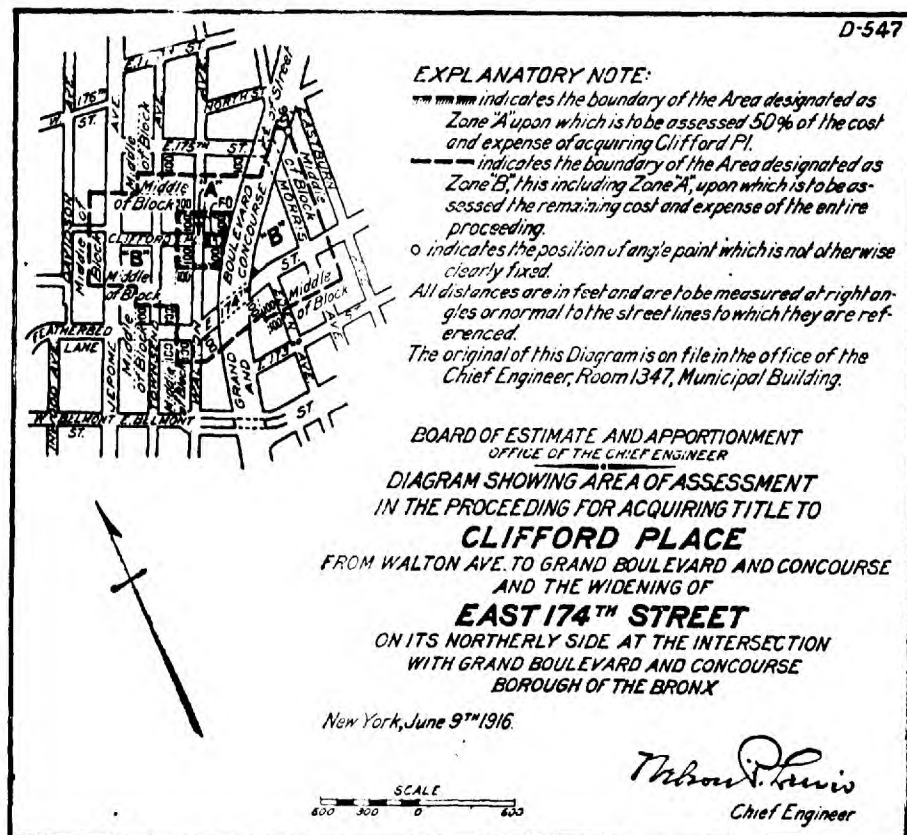 D-547
EXPLANATORY NOTE:
indicates the boundary of the Area designated as
Zone "A" upon which is to be assessed 50% of the cost
and expense of acquiring Clifford Pl.
indicates the boundary of the Area designated as
Zone "B", this including Zone "A", upon which is to be as-
sessed the remaining cost and expense of the entire
proceeding.
o indicates the position of angle point which is not otherwise
clearly fixed.
All distances are in feet and are to be measured at right an-
gles or normal to the street lines to which they are ref-
erenced.
The original of this Diagram is on file in the office of the
Chief Engineer, Room 1347, Municipal Building.
BOARD OF ESTIMATE AND APPORTIONMENT
OFFICE OF THE CHIEF ENGINEER
DIAGRAM SHOWING AREA OF ASSESSMENT
IN THE PROCEEDING FOR ACQUIRING TITLE TO
CLIFFORD PLACE
FROM WALTON AVE. TO GRAND BOULEVARD AND CONCOURSE
AND THE WIDENING OF
EAST 174TH STREET
ON ITS NORTHERLY SIDE AT THE INTERSECTION
WITH GRAND BOULEVARD AND CONCOURSE
BOROUGH OF THE BRONX
New York, June 9TH 1916.
Nelson P. Lewis
Chief Engineer
SCALE
600 300 0 600
W. 176TH
ST.
AVE.
NORTH ST.
E. 175TH
ST.
EASTBURN
Middle
of Block
MORRIS
Middle
of Block
"A"
BOULEVARD
CONCOURSE
"B"
CLIFFORD
"B"
DAVIDSON
Middle
of Block
Middle
of Block
E. 174TH
ST.
Middle
of Block
FEATHERBED
LANE
JEROME
TOWNSEND
GRAND
AND
E. 173
AVE.
W. BELMONT
E. BELMONT
ST.
ST.